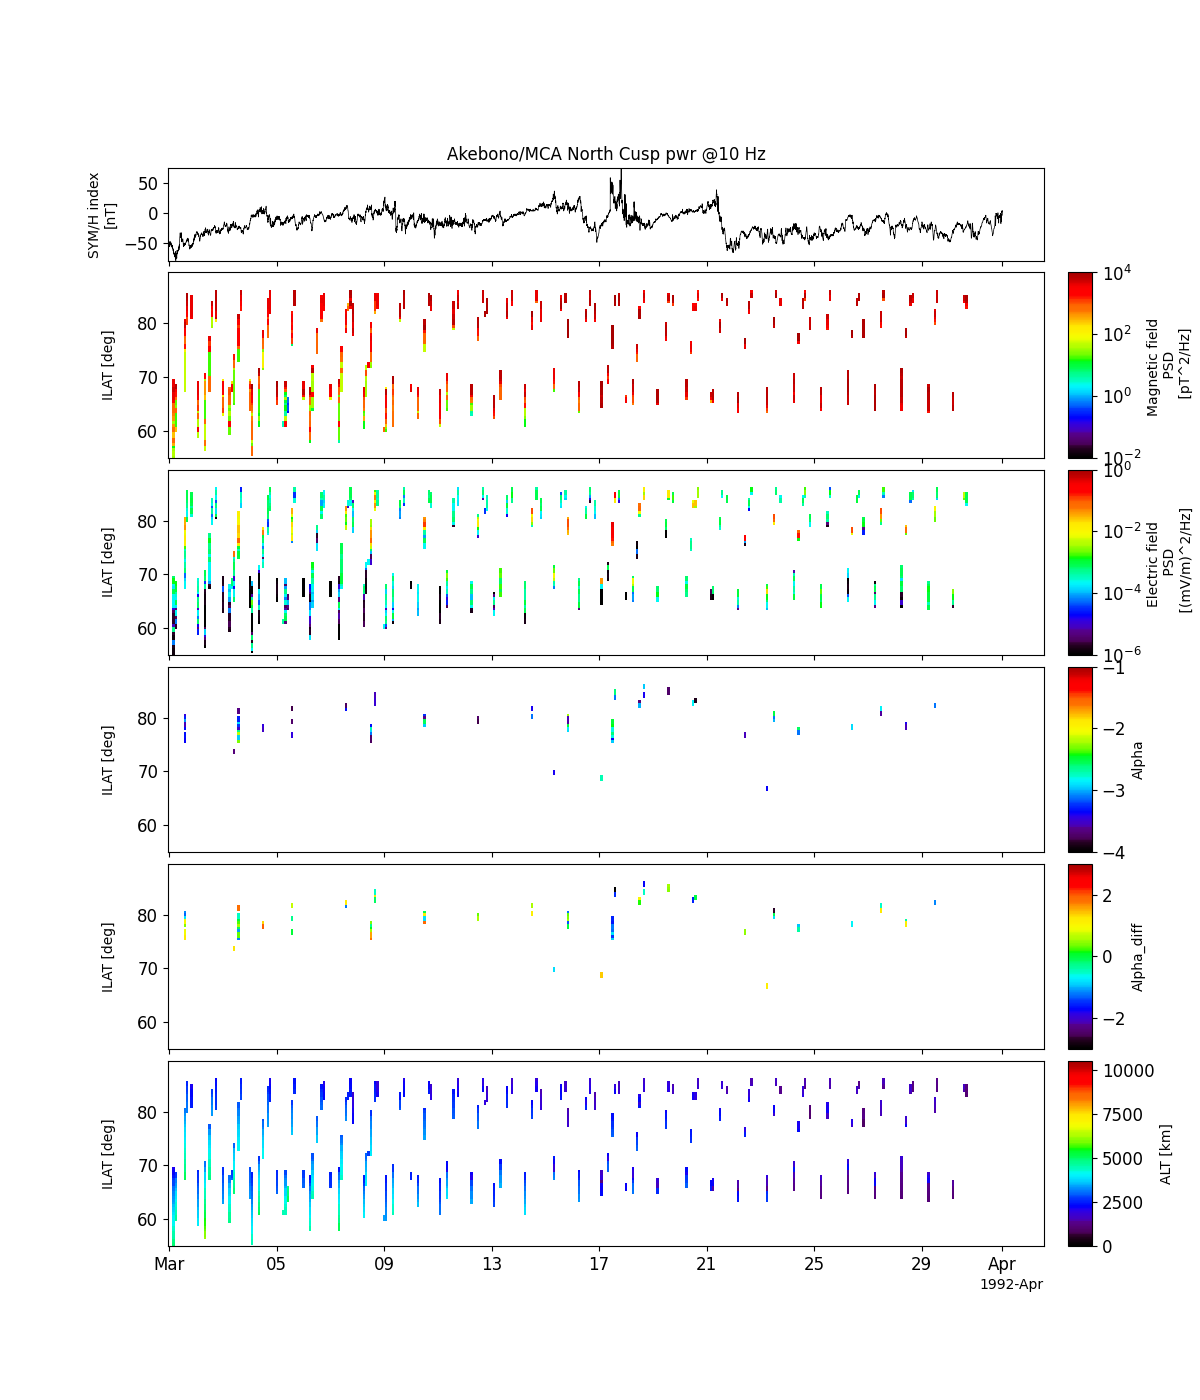 Akebono/MCA North Cusp pwr @10 Hz
SYM/H index
[nT]
50
0
−50
ILAT [deg]
80
70
60
10^4
10^2
10^0
10^-2
Magnetic field
PSD
[pT^2/Hz]
ILAT [deg]
80
70
60
10^0
10^-2
10^-4
10^-6
Electric field
PSD
[(mV/m)^2/Hz]
ILAT [deg]
80
70
60
−1
−2
−3
−4
Alpha
ILAT [deg]
80
70
60
2
0
−2
Alpha_diff
ILAT [deg]
80
70
60
10000
7500
5000
2500
0
ALT [km]
Mar 05 09 13 17 21 25 29 Apr
1992-Apr